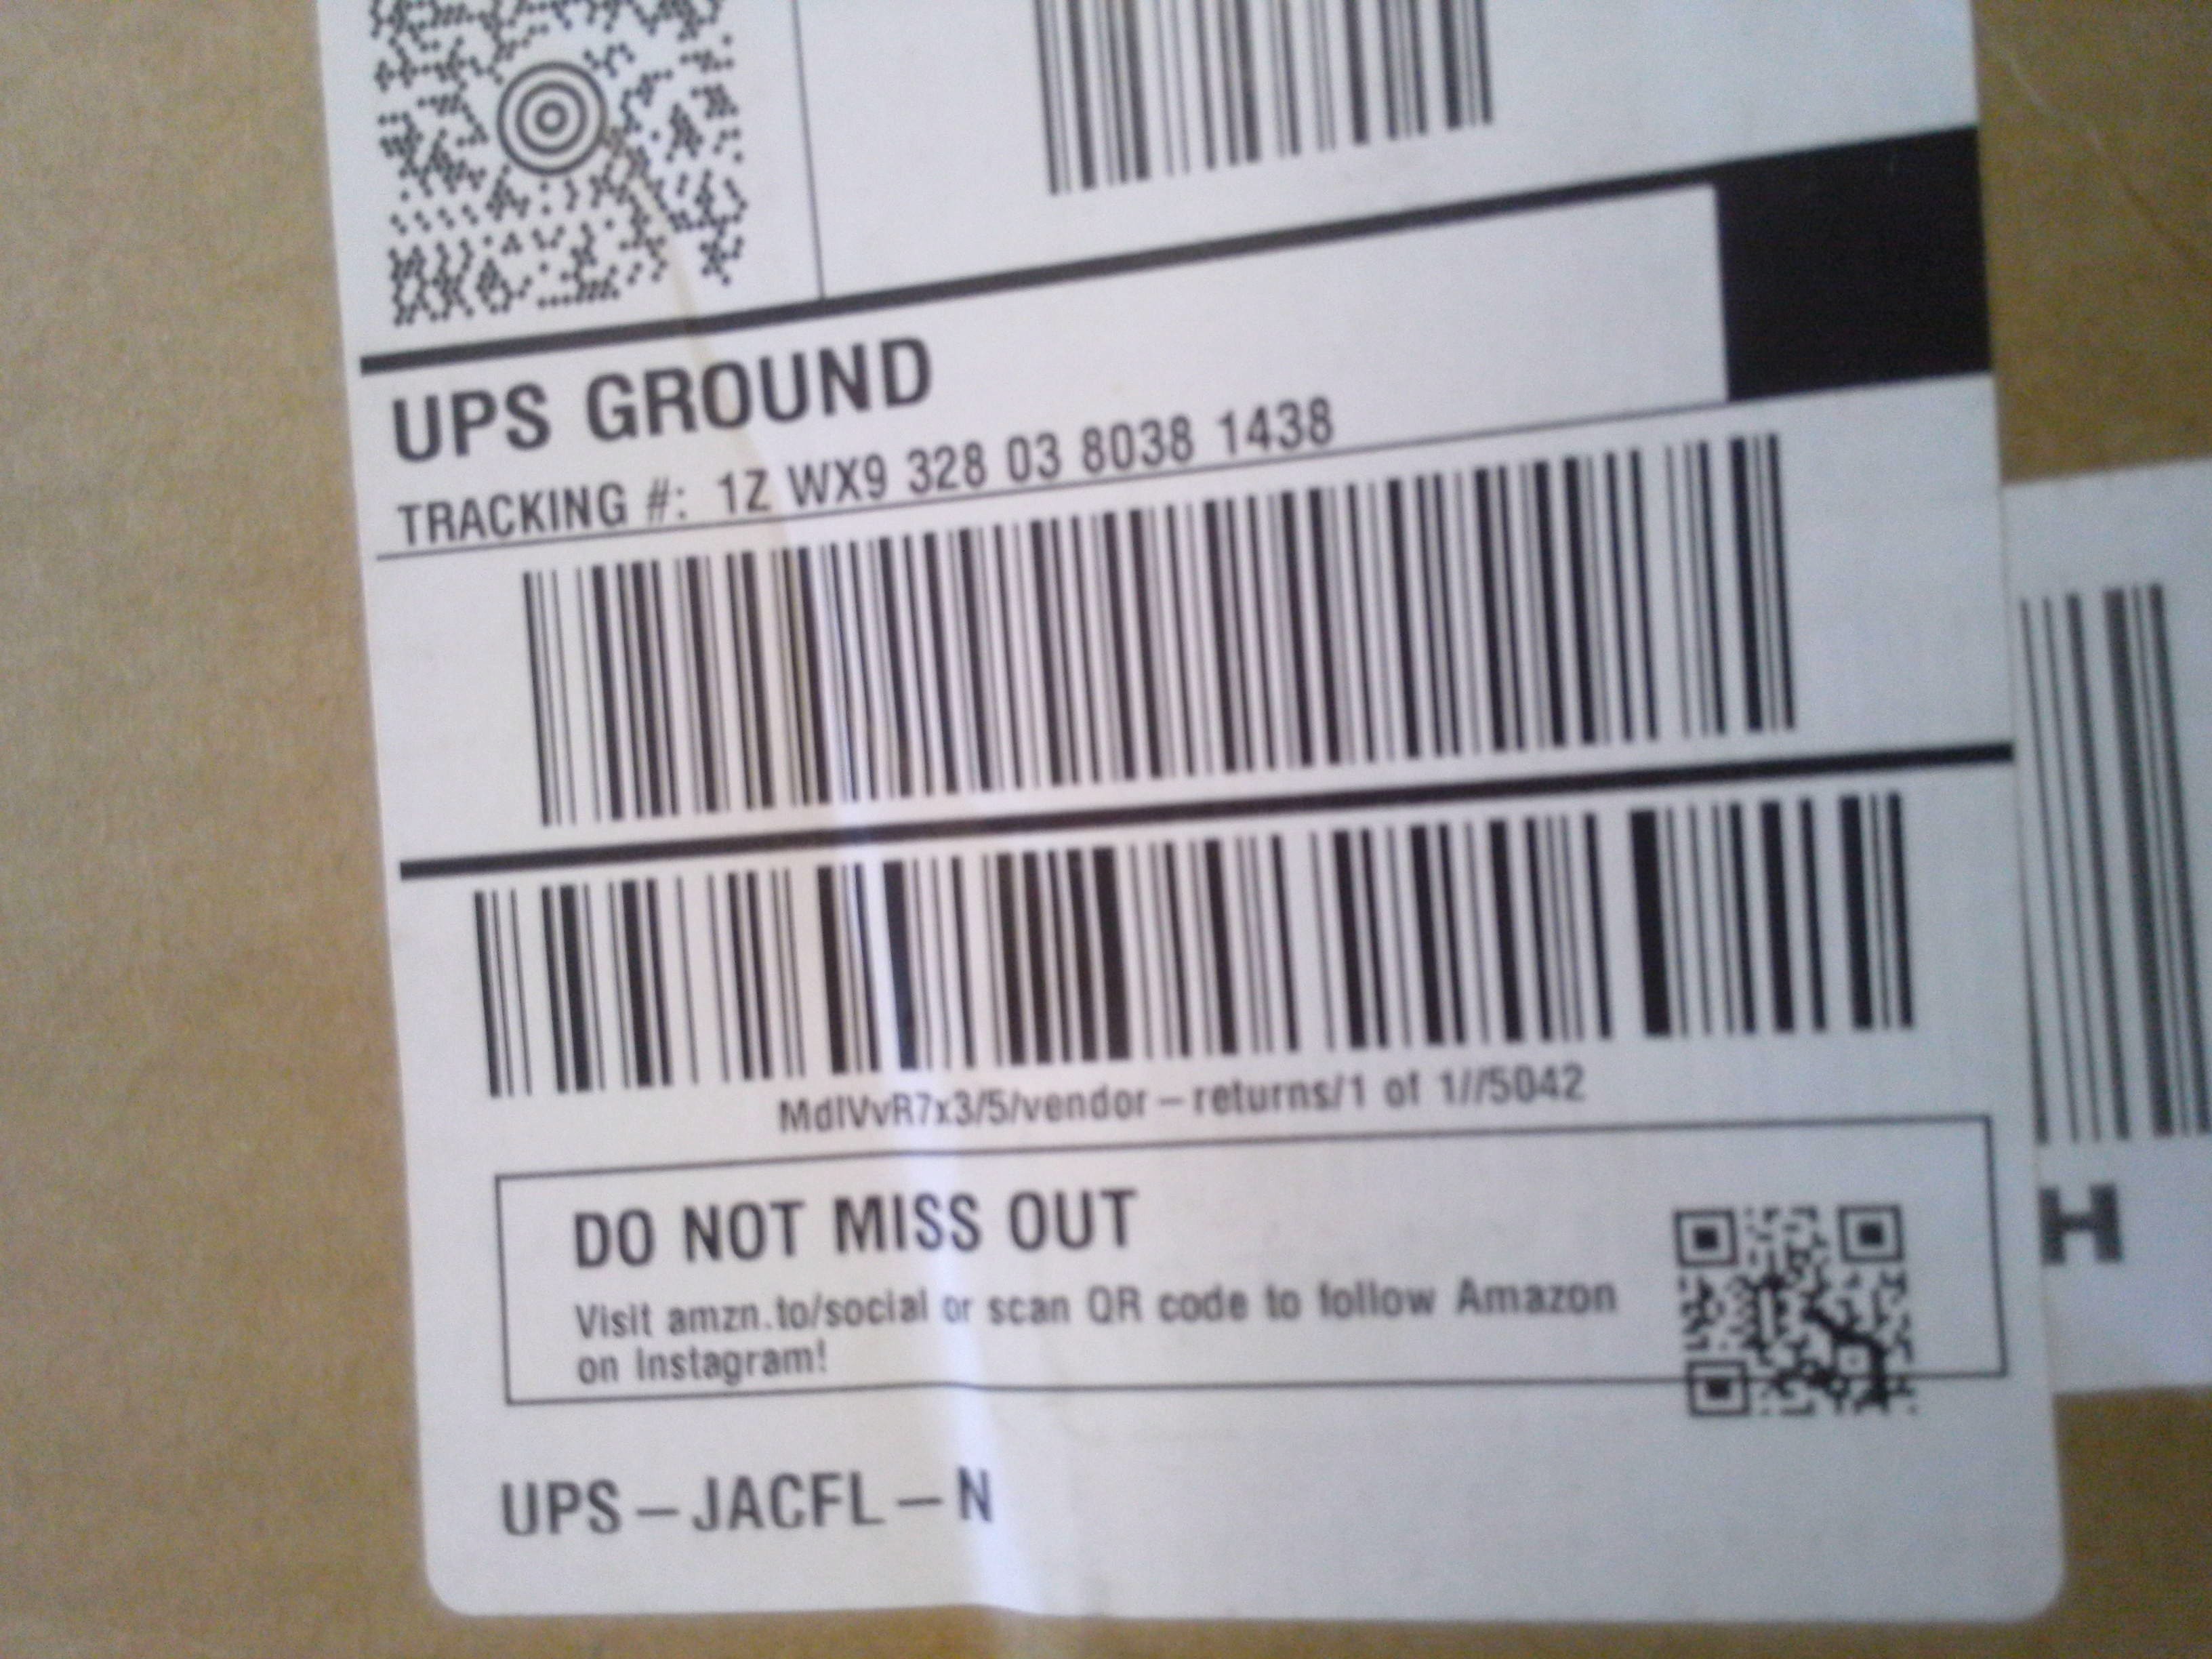 UPS GROUND
TRACKING #: 1Z WX9 328 03 8038 1438
MdlVvR7x3/5/vendor-returns/1 of 1//5042
DO NOT MISS OUT
Visit amzn.to/social or scan QR code to follow Amazon
on Instagram!
UPS-JACFL-N
H